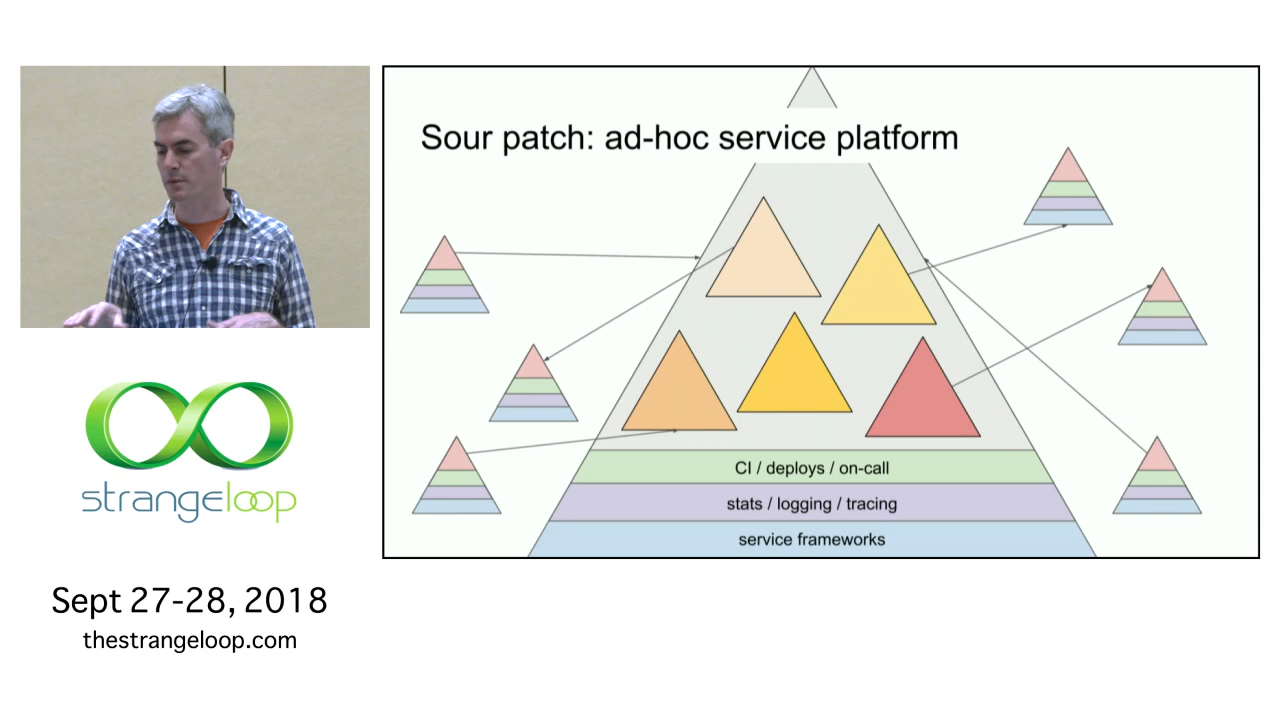 Sour patch: ad-hoc service platform
CI / deploys / on-call
stats / logging / tracing
service frameworks
strangeloop
Sept 27-28, 2018
thestrangeloop.com